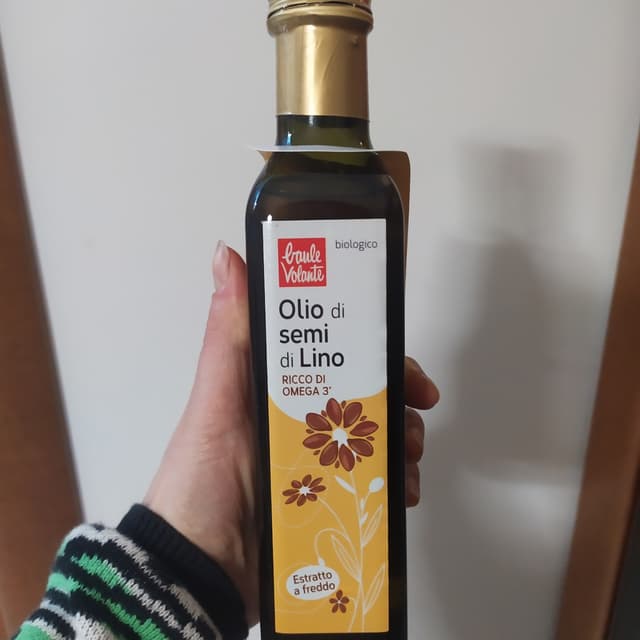 baule
volante
biologico
Olio di
semi
di Lino
RICCO DI
OMEGA 3*
Estratto
a freddo